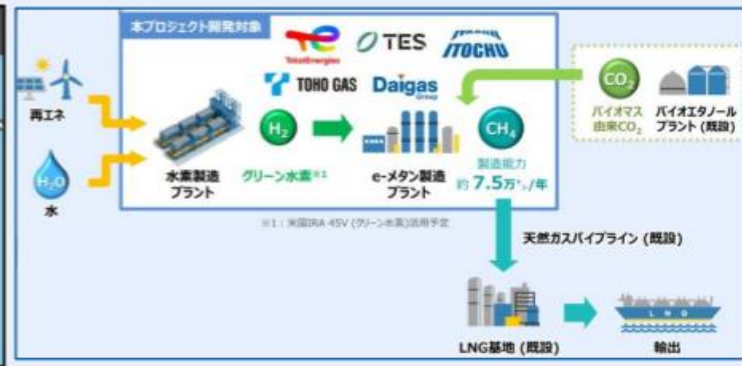 本プロジェクト開発対象
TotalEnergies
TES
ITOCHU
TOHO GAS
Daigas
Group
再エネ
H₂O
水
水素製造
プラント
H₂
グリーン水素※1
e-メタン製造
プラント
CH₄
製造能力
約 7.5万トン/年
CO₂
バイオマス
由来CO₂
バイオエタノール
プラント (既設)
※1：米国IRA 45V (グリーン水素)活用予定
天然ガスパイプライン (既設)
LNG基地 (既設)
LNG
輸出